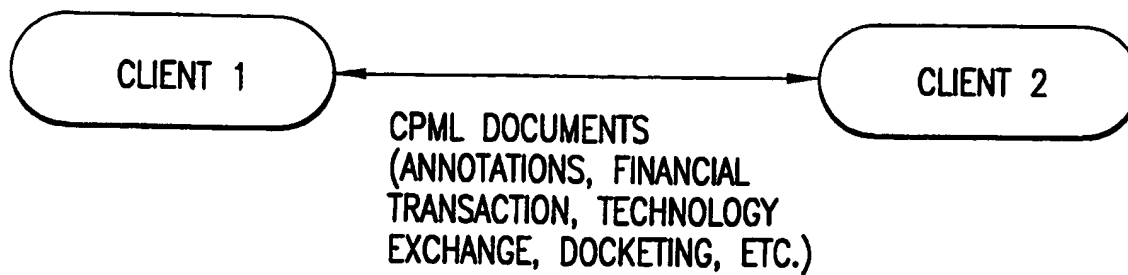 CLIENT 1
CLIENT 2
CPML DOCUMENTS
(ANNOTATIONS, FINANCIAL
TRANSACTION, TECHNOLOGY
EXCHANGE, DOCKETING, ETC.)